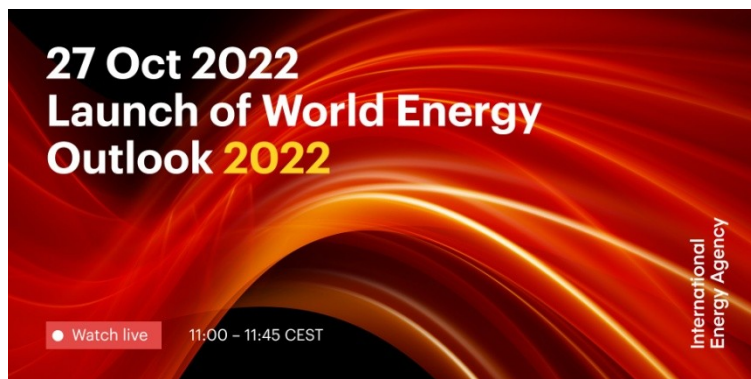 27 Oct 2022
Launch of World Energy
Outlook 2022
Watch live
11:00 – 11:45 CEST
International
Energy Agency